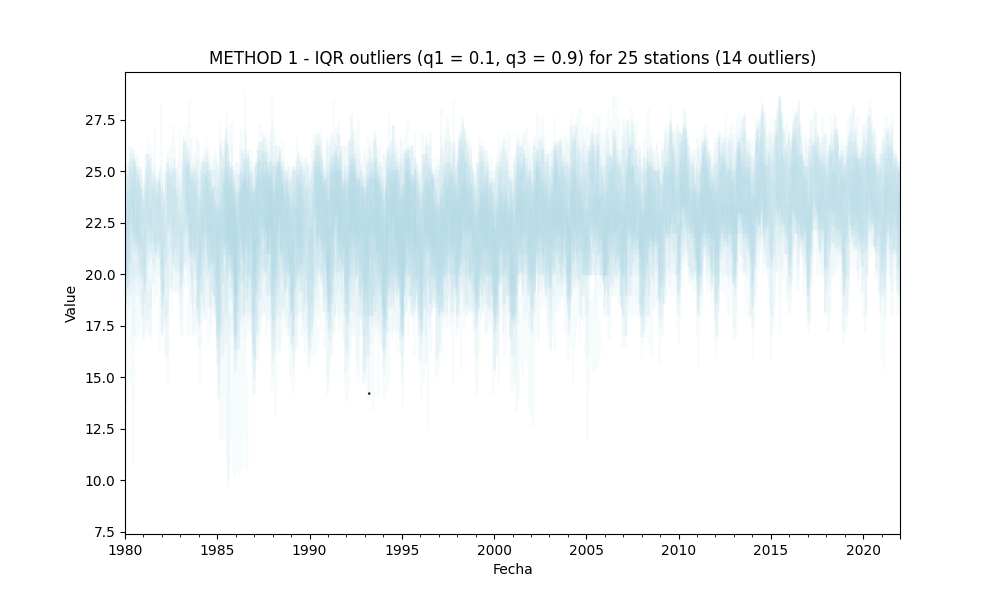 METHOD 1 - IQR outliers (q1 = 0.1, q3 = 0.9) for 25 stations (14 outliers)
27.5
25.0
22.5
20.0
17.5
15.0
12.5
10.0
7.5
Value
1980 1985 1990 1995 2000 2005 2010 2015 2020
Fecha